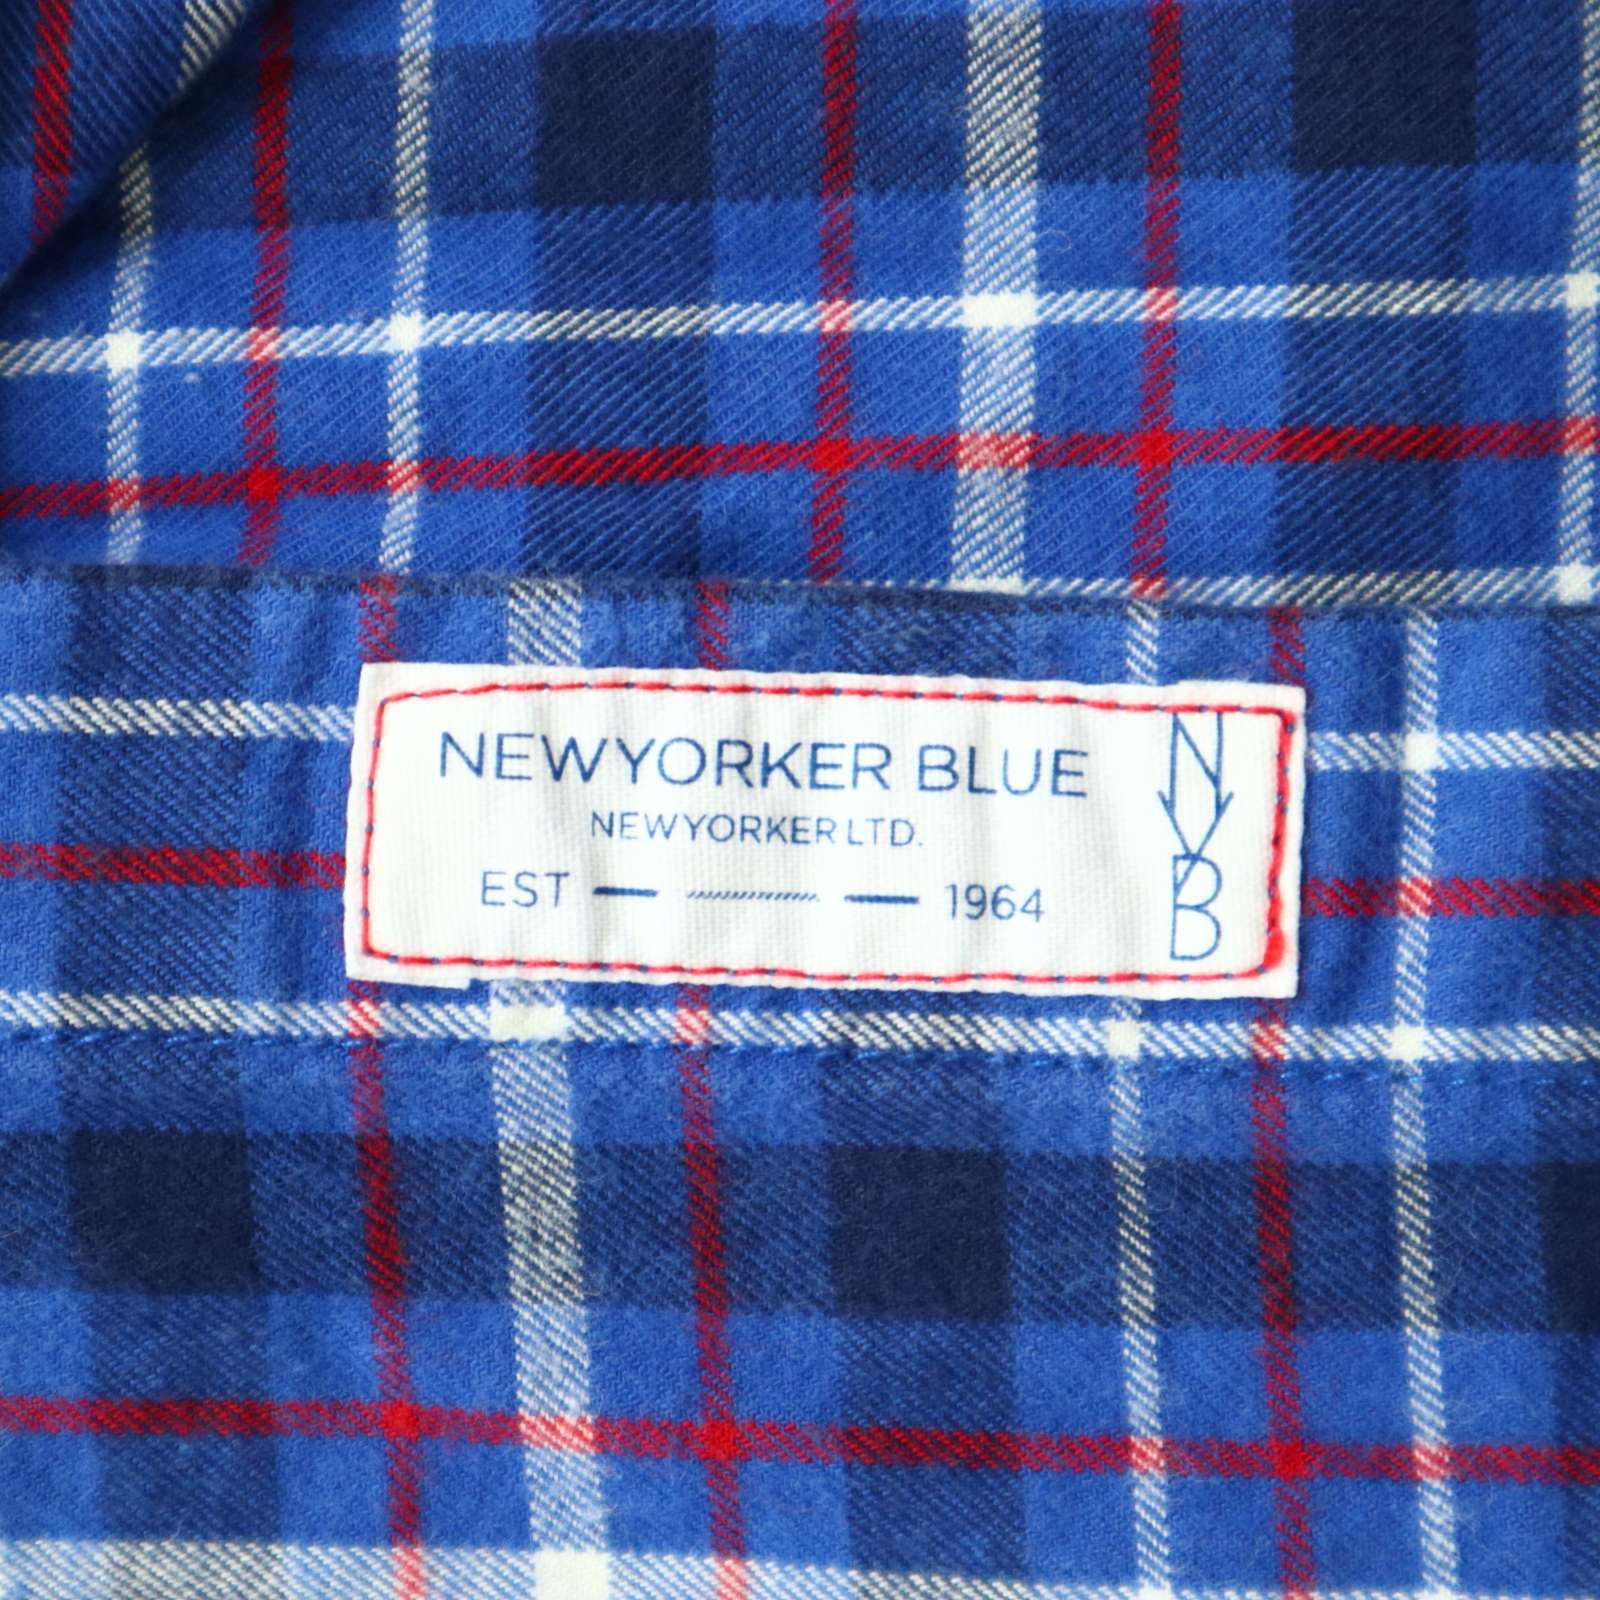 NEWYORKER BLUE
NEWYORKER LTD.
EST 1964
NYB